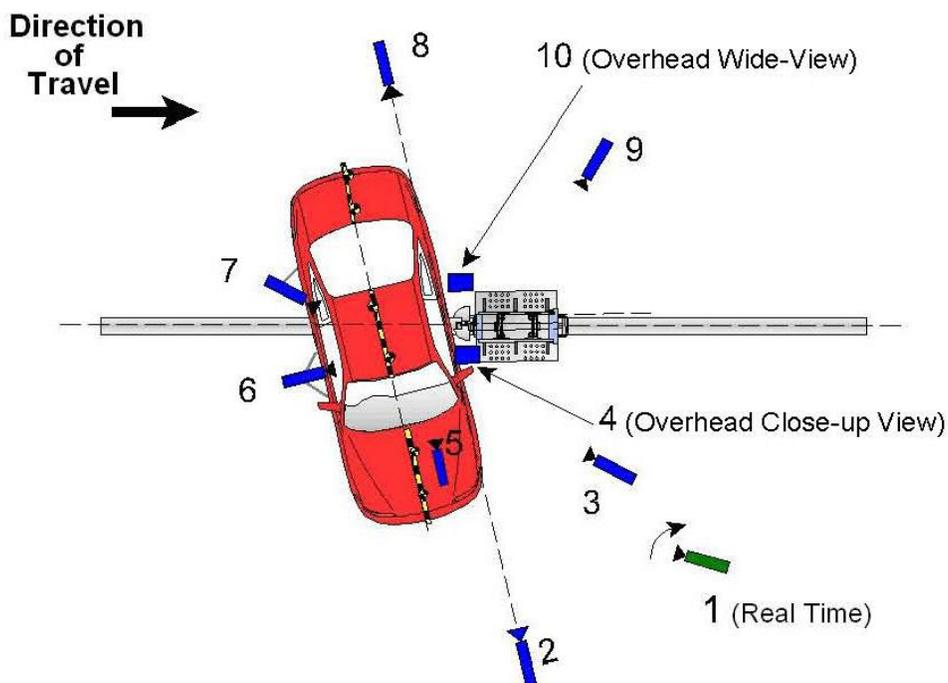 Direction
of
Travel
8
10 (Overhead Wide-View)
9
7
6
4 (Overhead Close-up View)
5
3
1 (Real Time)
2